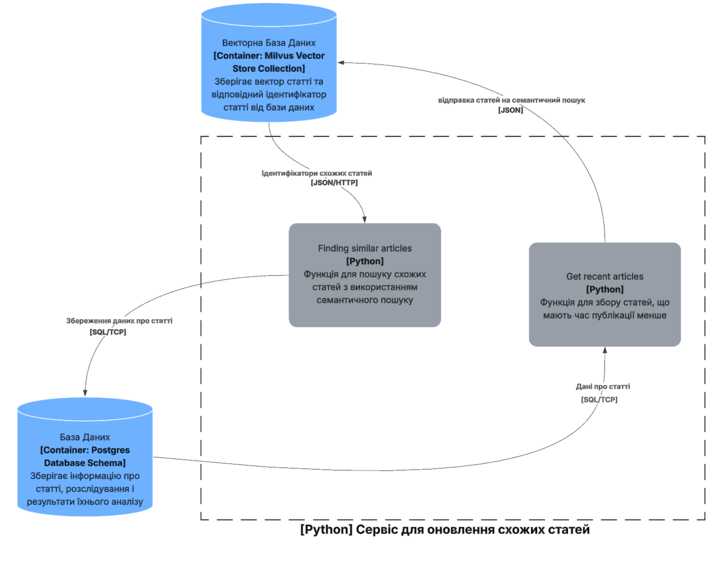 Векторна База Даних
[Container: Milvus Vector
Store Collection]
Зберігає вектор статті та
відповідний ідентифікатор
статті від бази даних
відправка статей на семантичний пошук
[JSON]
Ідентифікатори схожих статей
[JSON/HTTP]
Finding similar articles
[Python]
Функція для пошуку схожих
статей з використанням
семантичного пошуку
Get recent articles
[Python]
Функція для збору статей, що
мають час публікації менше
Збереження даних про статті
[SQL/TCP]
Дані про статті
[SQL/TCP]
База Даних
[Container: Postgres
Database Schema]
Зберігає інформацію про
статті, розслідування і
результати їхнього аналізу
[Python] Сервіс для оновлення схожих статей